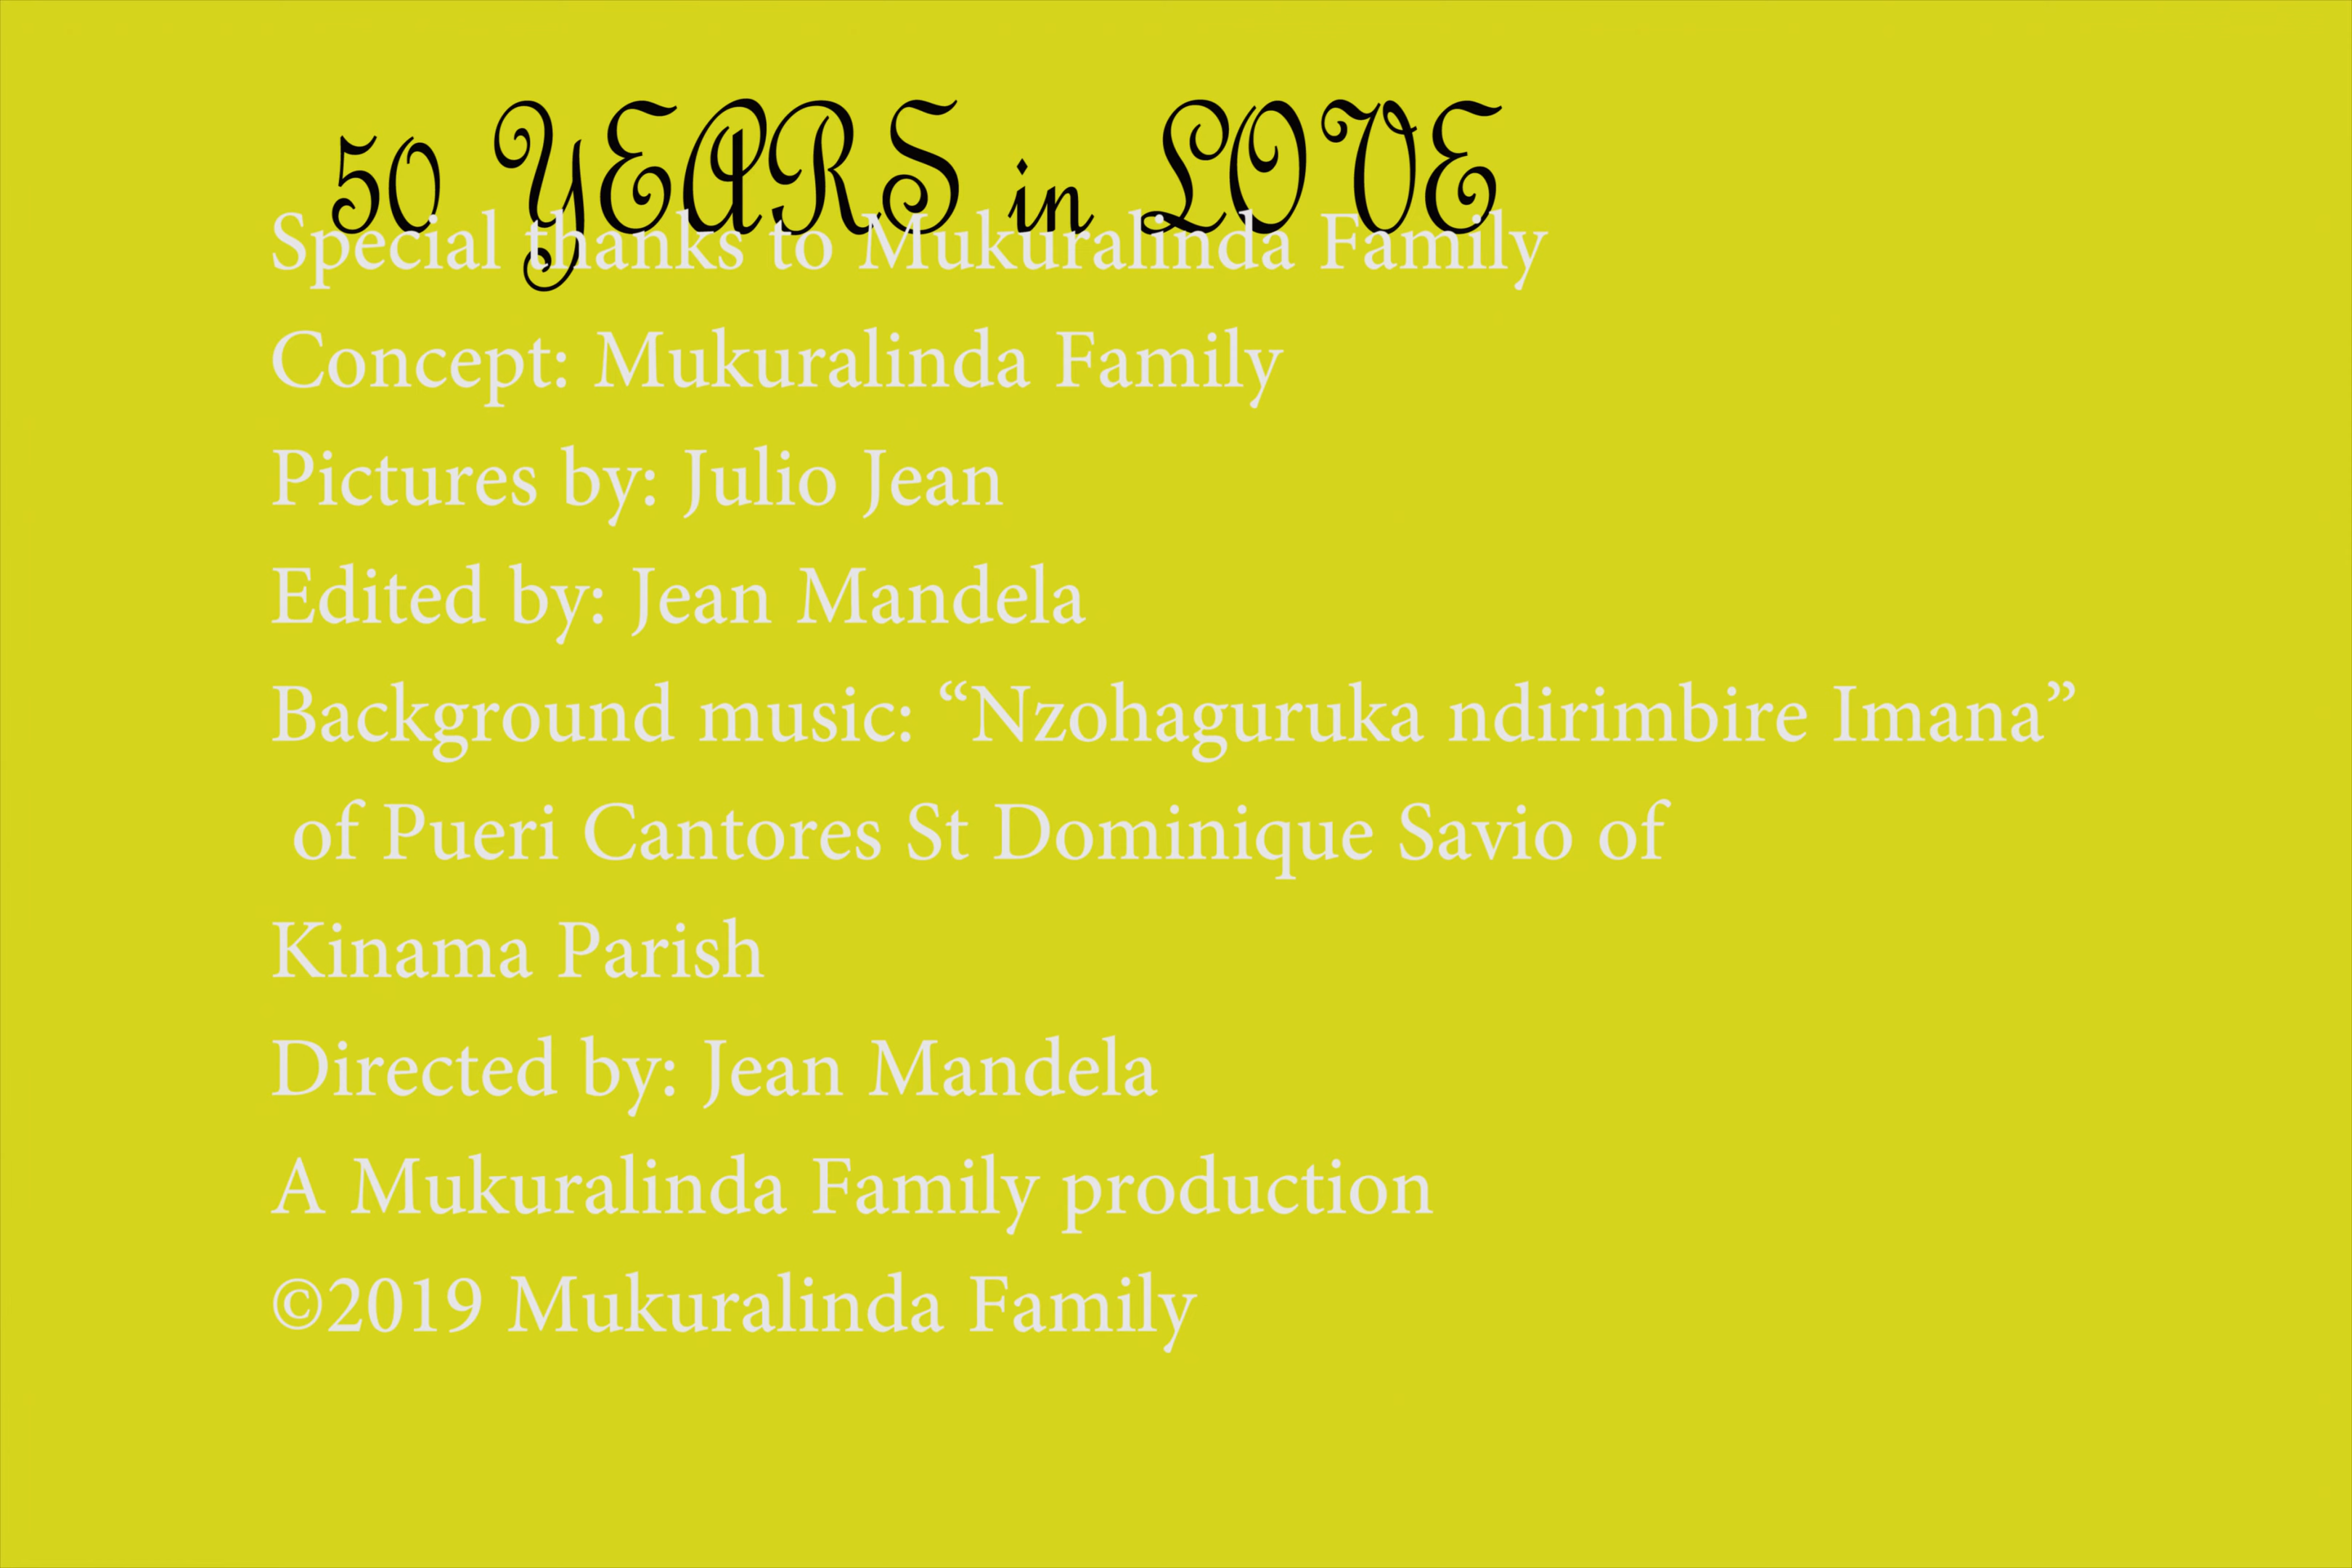 50 YEARS in LOVE
Special thanks to Mukuralinda Family
Concept: Mukuralinda Family
Pictures by: Julio Jean
Edited by: Jean Mandela
Background music: “Nzohaguruka ndirimbire Imana”
of Pueri Cantores St Dominique Savio of
Kinama Parish
Directed by: Jean Mandela
A Mukuralinda Family production
©2019 Mukuralinda Family